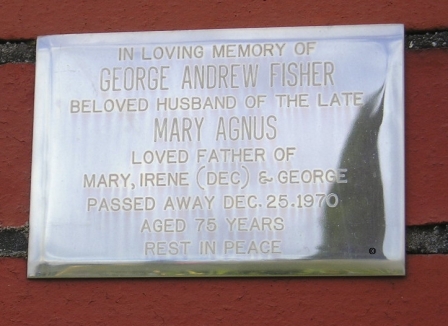 IN LOVING MEMORY OF
GEORGE ANDREW FISHER
BELOVED HUSBAND OF THE LATE
MARY AGNUS
LOVED FATHER OF
MARY, IRENE (DEC) & GEORGE
PASSED AWAY DEC. 25. 1970
AGED 75 YEARS
REST IN PEACE